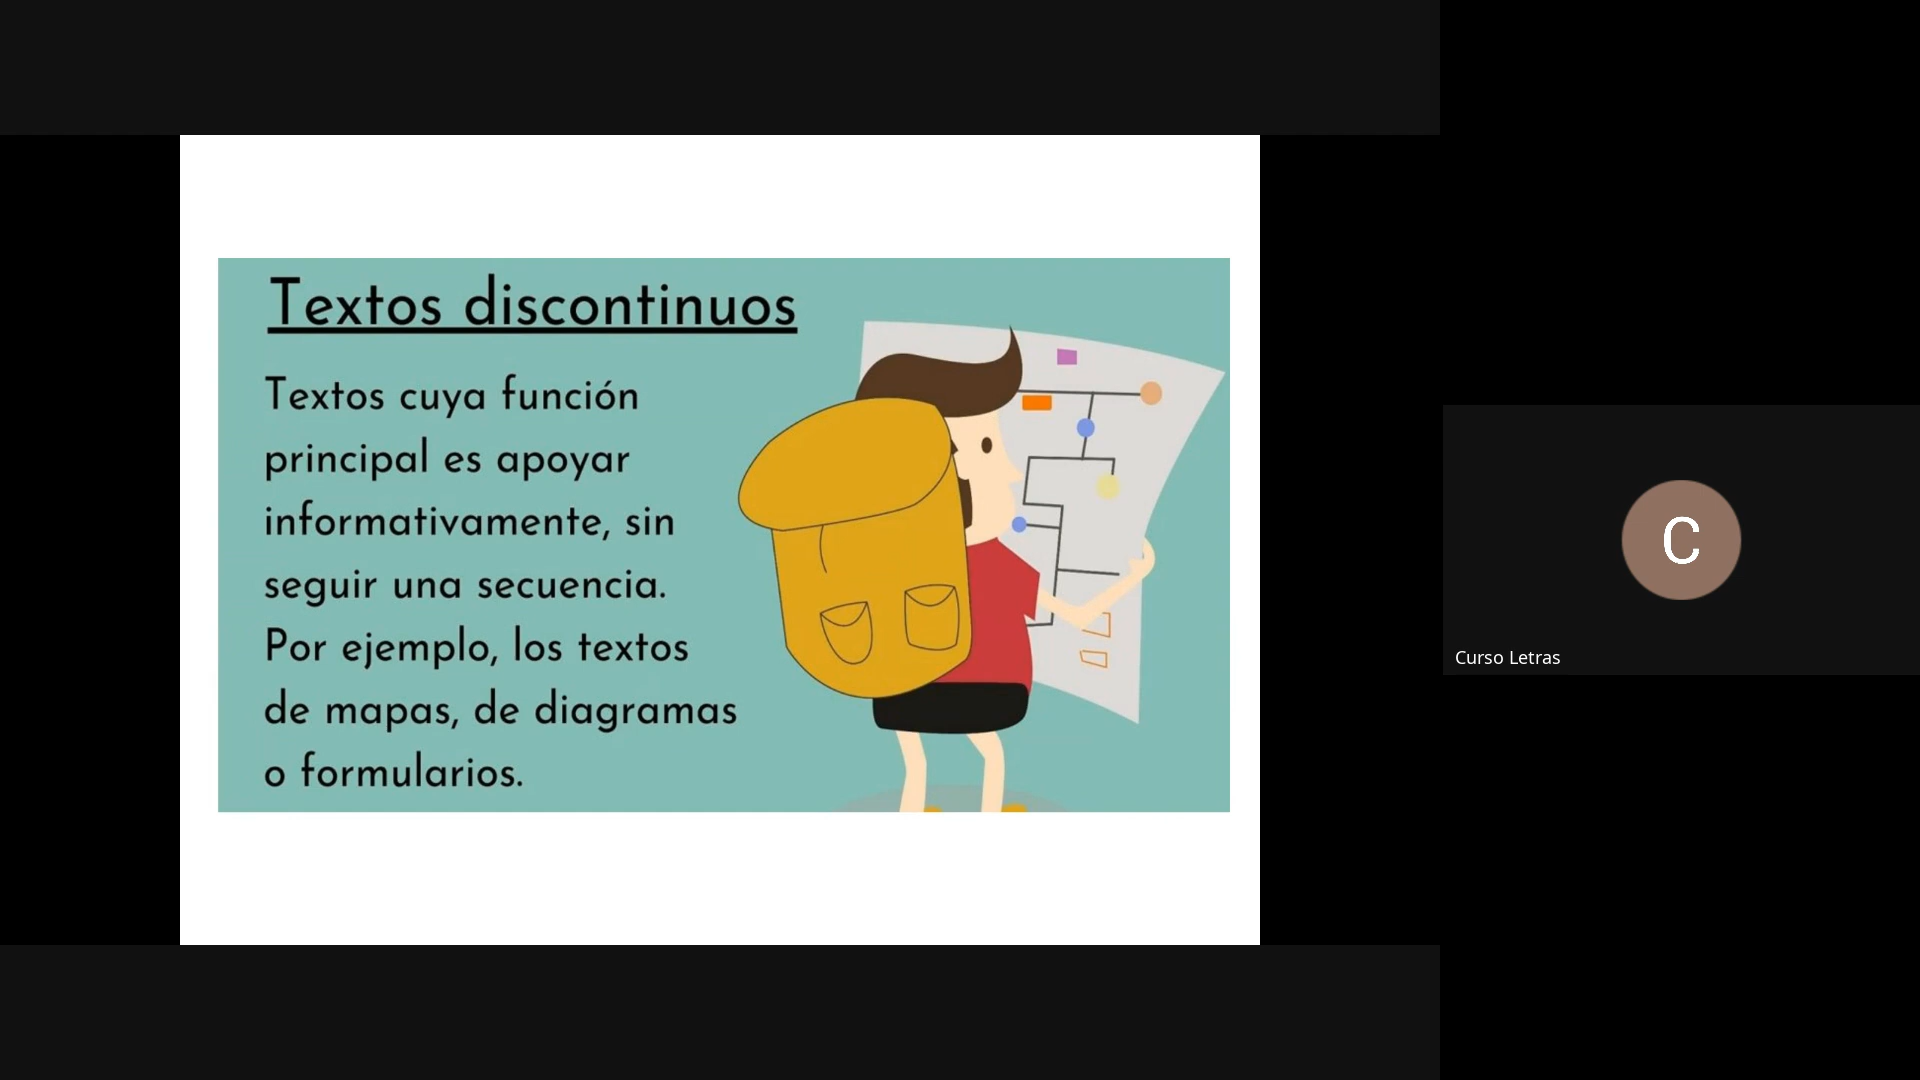 Textos discontinuos
Textos cuya función
principal es apoyar
informativamente, sin
seguir una secuencia.
Por ejemplo, los textos
de mapas, de diagramas
o formularios.
C
Curso Letras